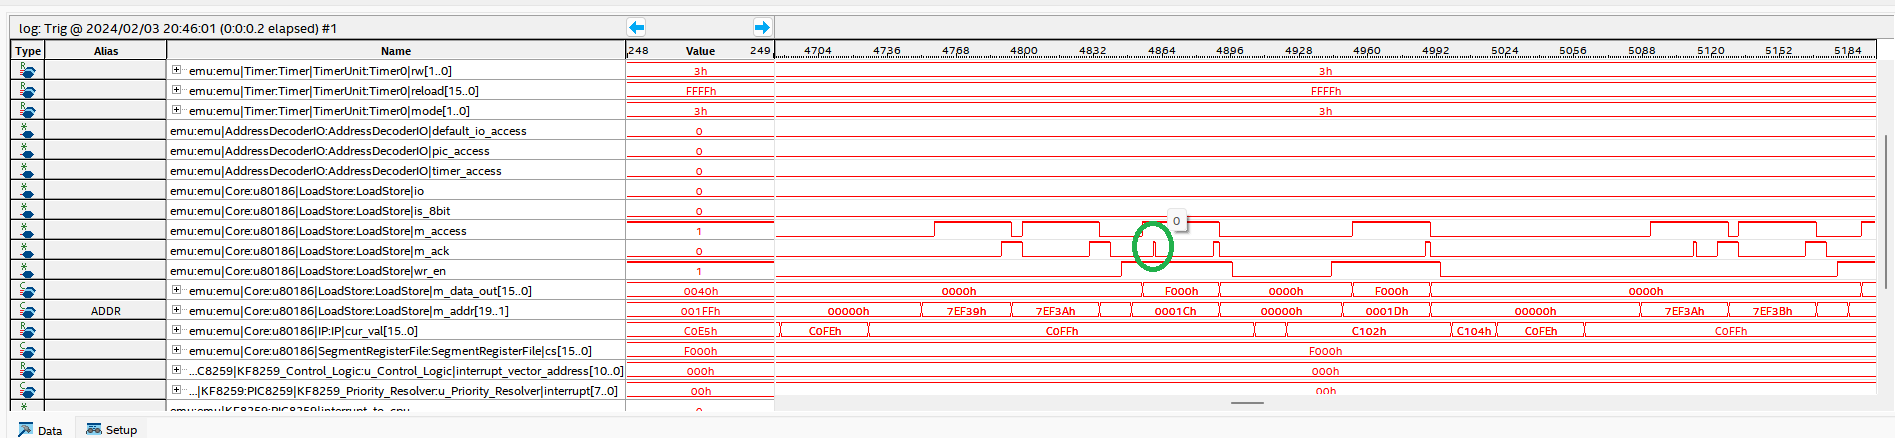 log: Trig @ 2024/02/03 20:46:01 (0:0:0.2 elapsed) #1
Type Alias Name 248 Value 249 4704 4736 4768 4800 4832 4864 4896 4928 4960 4992 5024 5056 5088 5120 5152 5184
emu:emu|Timer:Timer|TimerUnit:Timer0|rw[1..0] 3h 3h
emu:emu|Timer:Timer|TimerUnit:Timer0|reload[15..0] FFFFh FFFFh
emu:emu|Timer:Timer|TimerUnit:Timer0|mode[1..0] 3h 3h
emu:emu|AddressDecoderIO:AddressDecoderIO|default_io_access 0
emu:emu|AddressDecoderIO:AddressDecoderIO|pic_access 0
emu:emu|AddressDecoderIO:AddressDecoderIO|timer_access 0
emu:emu|Core:u80186|LoadStore:LoadStore|io 0
emu:emu|Core:u80186|LoadStore:LoadStore|is_8bit 0
emu:emu|Core:u80186|LoadStore:LoadStore|m_access 1 0
emu:emu|Core:u80186|LoadStore:LoadStore|m_ack 0
emu:emu|Core:u80186|LoadStore:LoadStore|wr_en 1
emu:emu|Core:u80186|LoadStore:LoadStore|m_data_out[15..0] 0040h 0000h F000h 0000h F000h 0000h
ADDR emu:emu|Core:u80186|LoadStore:LoadStore|m_addr[19..1] 001FFh 00000h 7EF39h 7EF3Ah 0001Ch 00000h 0001Dh 00000h 7EF3Ah 7EF3Bh
emu:emu|Core:u80186|IP:IP|cur_val[15..0] C0E5h C0FEh C0FFh C102h C104h C0FEh C0FFh
emu:emu|Core:u80186|SegmentRegisterFile:SegmentRegisterFile|cs[15..0] F000h F000h
...C8259|KF8259_Control_Logic:u_Control_Logic|interrupt_vector_address[10..0] 000h 000h
...|KF8259:PIC8259|KF8259_Priority_Resolver:u_Priority_Resolver|interrupt[7..0] 00h 00h
Data Setup